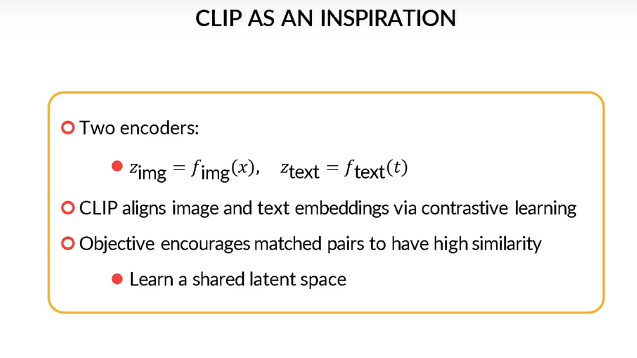 CLIP AS AN INSPIRATION
Two encoders:
z_img = f_img(x), z_text = f_text(t)
CLIP aligns image and text embeddings via contrastive learning
Objective encourages matched pairs to have high similarity
Learn a shared latent space